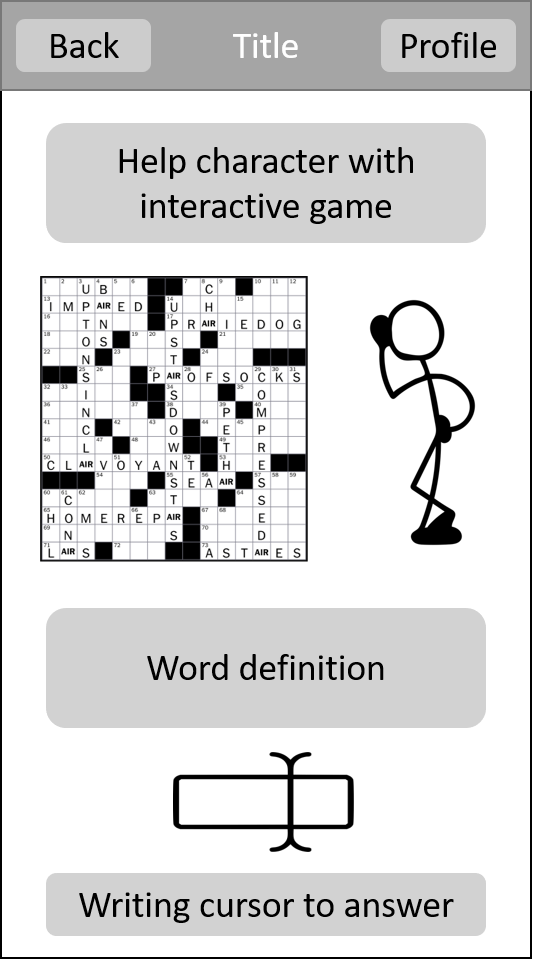 Back Title Profile
Help character with
interactive game
U B C
I M P AIR E D U H
T N P R AIR I E D O G
O S S
N T
S P AIR O F S O C K S
I S O
N D P M
C O E P
L W T R
C L AIR V O Y A N T H E
S E A AIR S
C T S
H O M E R E P AIR E
N S D
L AIR S A S T AIR E S
Word definition
Writing cursor to answer